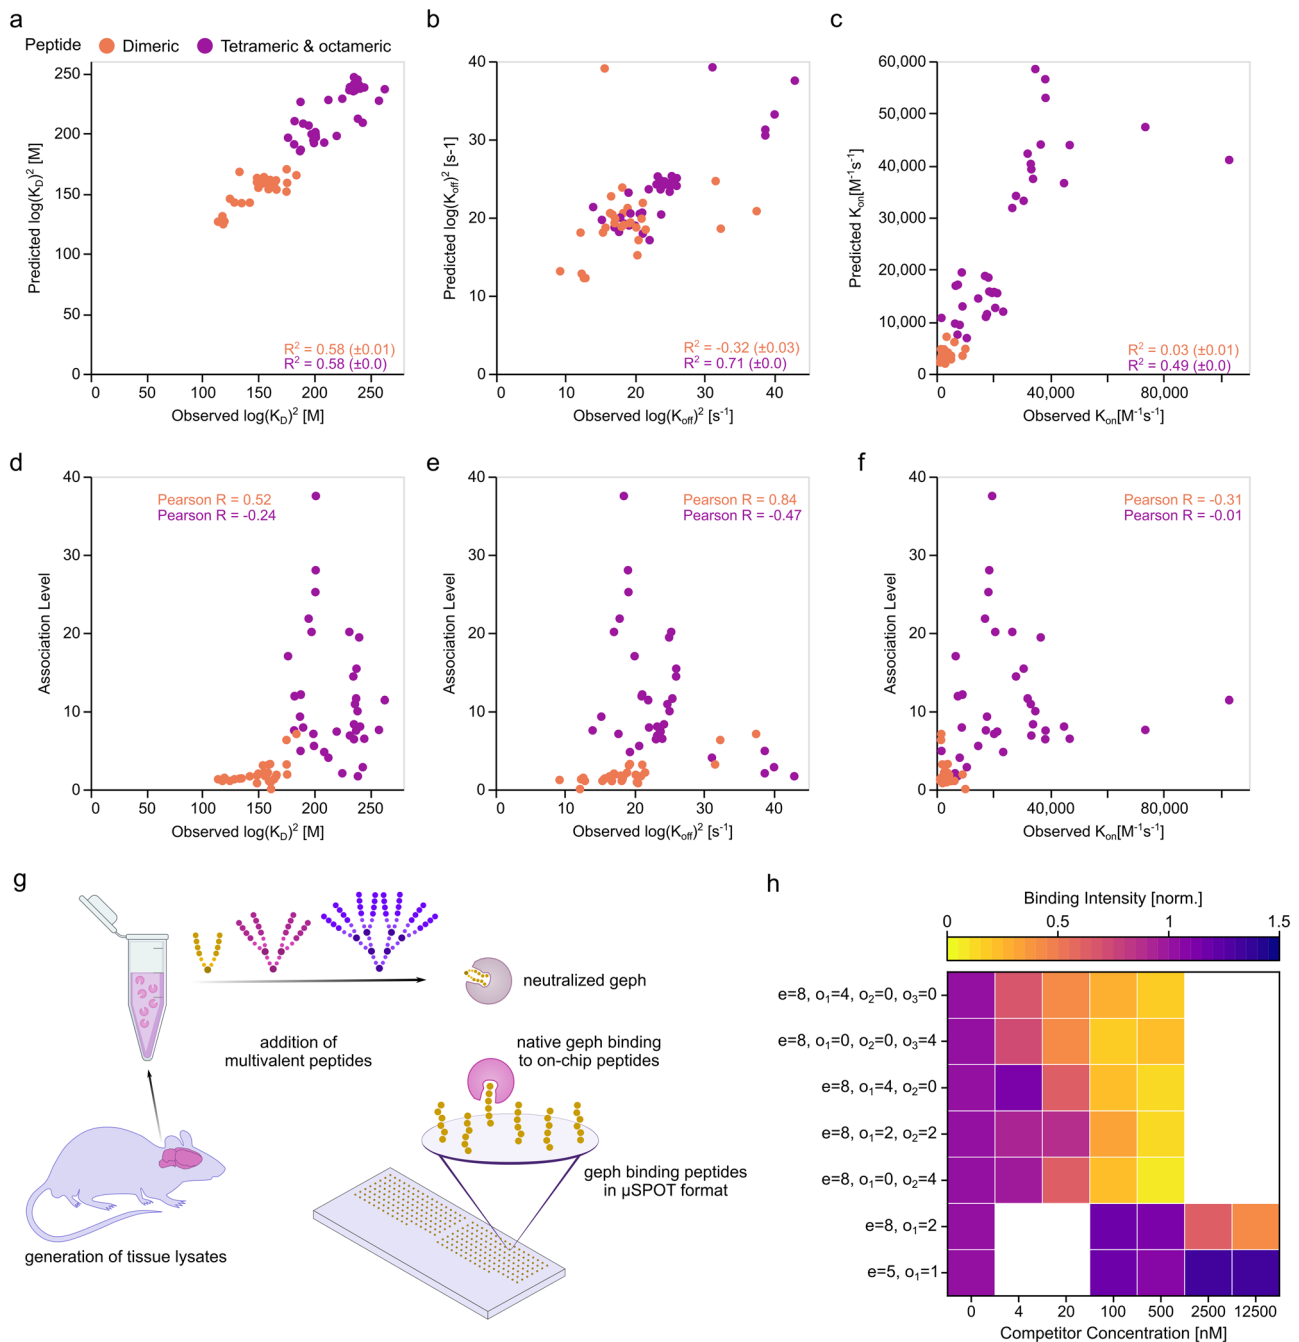 a
Peptide Dimeric Tetrameric & octameric
250
200
150
100
50
0
Predicted log(K_D)² [M]
0 50 100 150 200 250
Observed log(K_D)² [M]
R² = 0.58 (±0.01)
R² = 0.58 (±0.0)
b
40
30
20
10
0
Predicted log(K_off)² [s-1]
0 10 20 30 40
Observed log(K_off)² [s⁻¹]
R² = -0.32 (±0.03)
R² = 0.71 (±0.0)
c
60,000
50,000
40,000
30,000
20,000
10,000
0
Predicted K_on[M⁻¹s⁻¹]
0 40,000 80,000
Observed K_on[M⁻¹s⁻¹]
R² = 0.03 (±0.01)
R² = 0.49 (±0.0)
d
40
30
20
10
0
Association Level
Pearson R = 0.52
Pearson R = -0.24
0 50 100 150 200 250
Observed log(K_D)² [M]
e
40
30
20
10
0
Association Level
Pearson R = 0.84
Pearson R = -0.47
0 10 20 30 40
Observed log(K_off)² [s⁻¹]
f
40
30
20
10
0
Association Level
Pearson R = -0.31
Pearson R = -0.01
0 40,000 80,000
Observed K_on[M⁻¹s⁻¹]
g
neutralized geph
addition of
multivalent peptides
native geph binding
to on-chip peptides
geph binding peptides
in µSPOT format
generation of tissue lysates
h
Binding Intensity [norm.]
0 0.5 1 1.5
e=8, o₁=4, o₂=0, o₃=0
e=8, o₁=0, o₂=0, o₃=4
e=8, o₁=4, o₂=0
e=8, o₁=2, o₂=2
e=8, o₁=0, o₂=4
e=8, o₁=2
e=5, o₁=1
0 4 20 100 500 2500 12500
Competitor Concentration [nM]